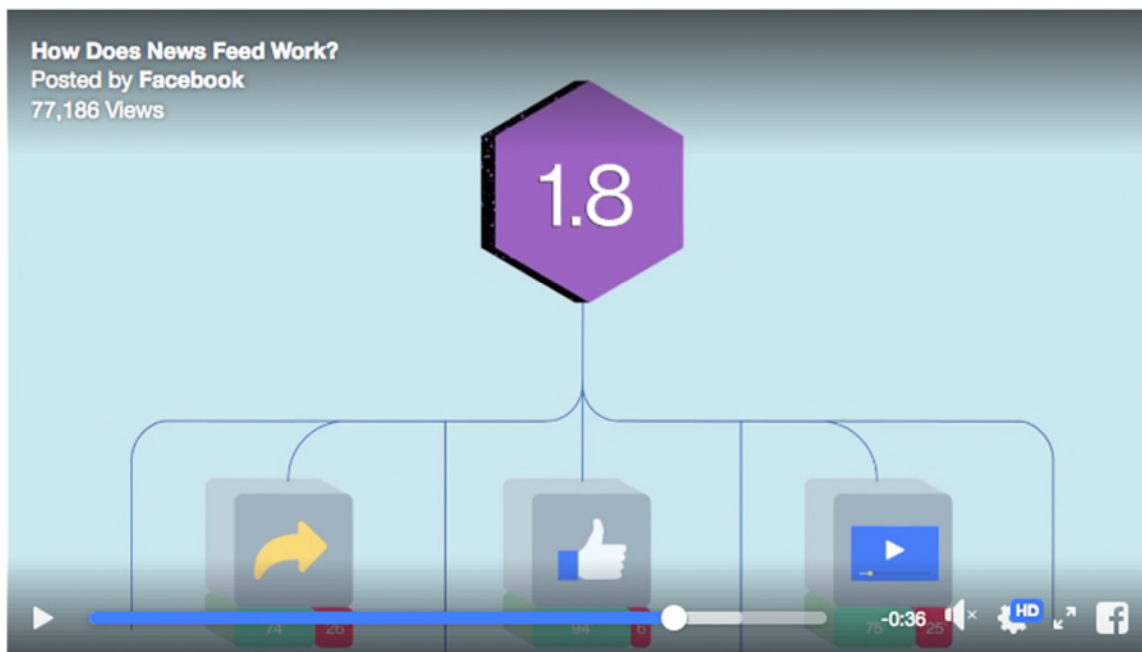 How Does News Feed Work?
Posted by Facebook
77,186 Views
1.8
74 26 94 6 75 25
-0:36
HD